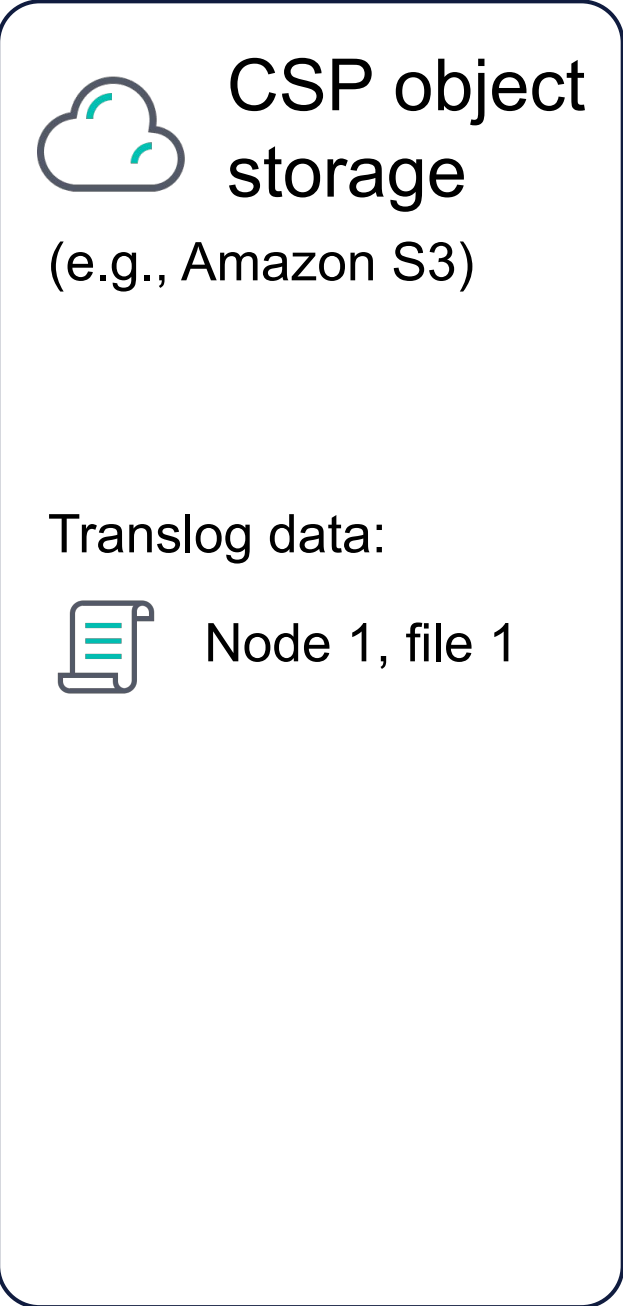 CSP object
storage
(e.g., Amazon S3)
Translog data:
Node 1, file 1